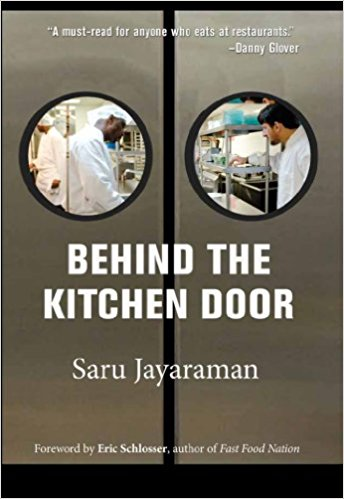 “A must-read for anyone who eats at restaurants.”
–Danny Glover
BEHIND THE
KITCHEN DOOR
Saru Jayaraman
Foreword by Eric Schlosser, author of Fast Food Nation